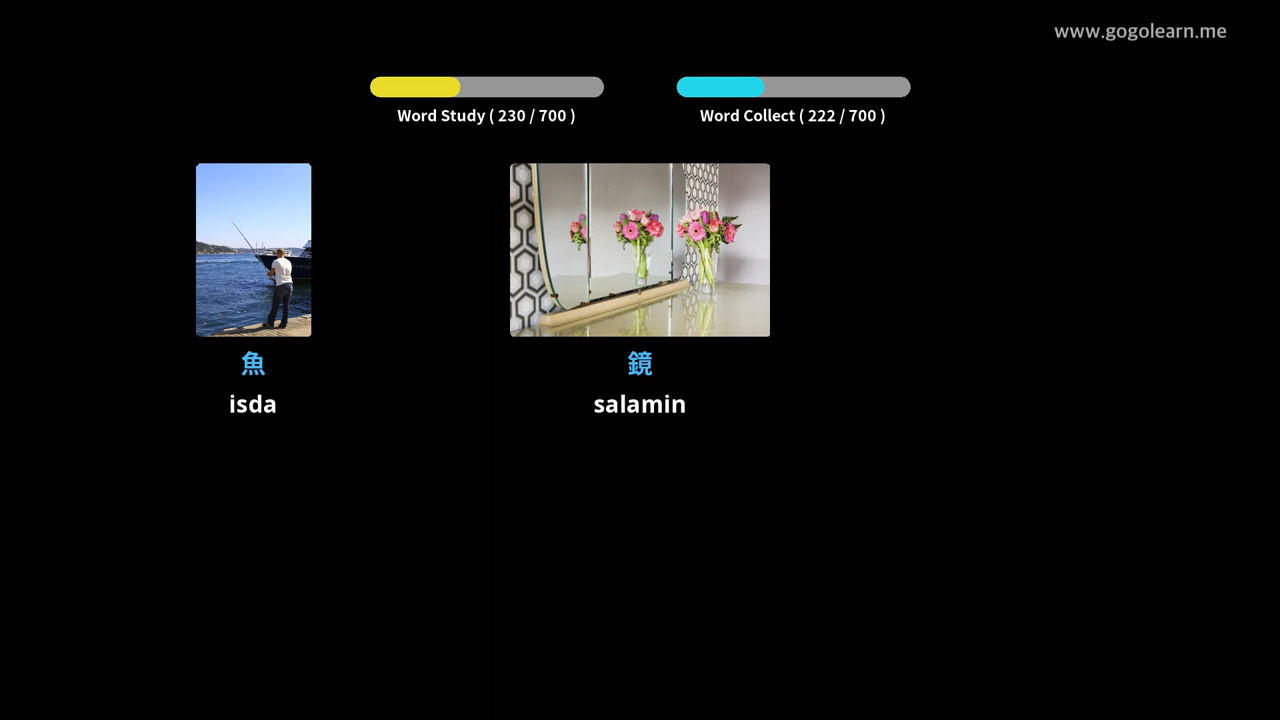 www.gogolearn.me
Word Study ( 230 / 700 )
Word Collect ( 222 / 700 )
魚
isda
鏡
salamin